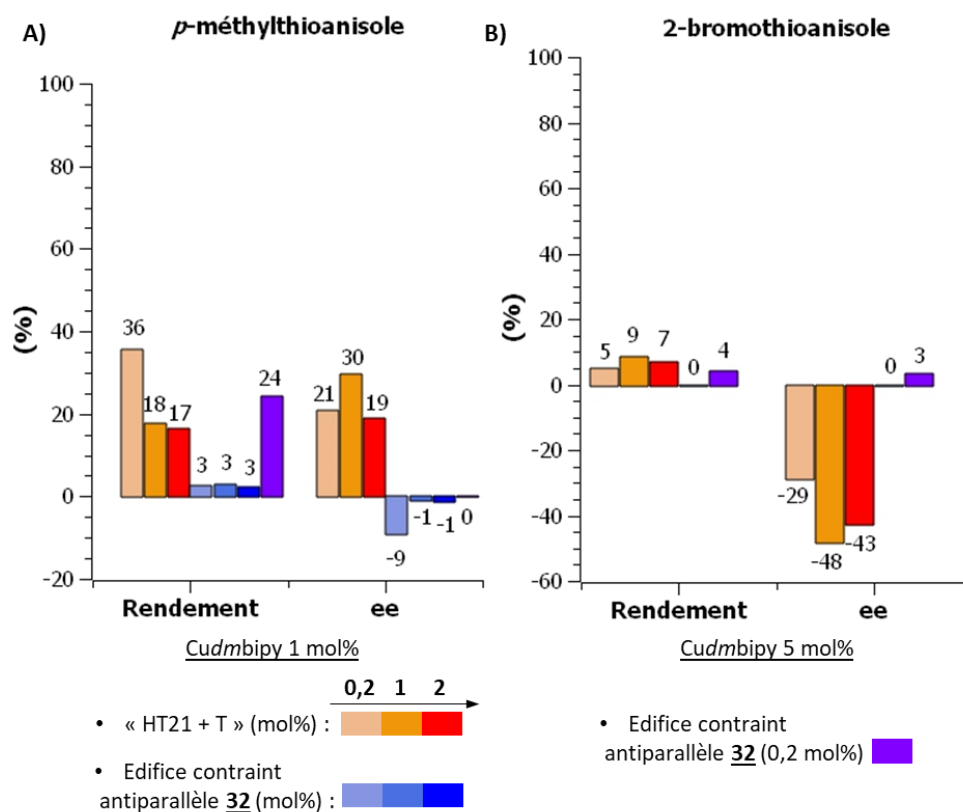 A)
p-méthylthioanisole
100
80
60
40
20
0
-20
(%)
36
18
17
3
3
3
24
21
30
19
-9
-1
-1
0
Rendement
ee
Cudmbipy 1 mol%
B)
2-bromothioanisole
100
80
60
40
20
0
-20
-40
-60
(%)
5
9
7
0
4
-29
-48
-43
0
3
Rendement
ee
Cudmbipy 5 mol%
0,2 1 2
• « HT21 + T » (mol%) :
• Edifice contraint
antiparallèle 32 (mol%) :
• Edifice contraint
antiparallèle 32 (0,2 mol%)